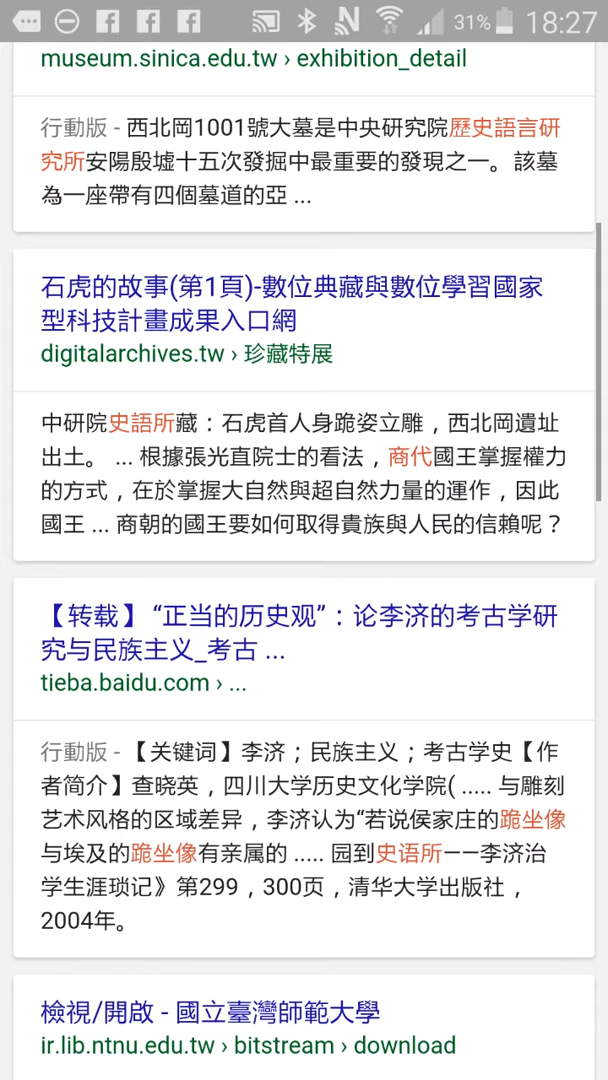 31% 18:27
museum.sinica.edu.tw › exhibition_detail
行動版 - 西北岡1001號大墓是中央研究院歷史語言研
究所安陽殷墟十五次發掘中最重要的發現之一。該墓
為一座帶有四個墓道的亞 ...
石虎的故事(第1頁)-數位典藏與數位學習國家
型科技計畫成果入口網
digitalarchives.tw › 珍藏特展
中研院史語所藏：石虎首人身跪姿立雕，西北岡遺址
出土。 ... 根據張光直院士的看法，商代國王掌握權力
的方式，在於掌握大自然與超自然力量的運作，因此
國王 ... 商朝的國王要如何取得貴族與人民的信賴呢？
【转载】 “正当的历史观”：论李济的考古学研
究与民族主义_考古 ...
tieba.baidu.com › ...
行動版 - 【关键词】李济；民族主义；考古学史【作
者简介】查晓英，四川大学历史文化学院( ..... 与雕刻
艺术风格的区域差异，李济认为“若说侯家庄的跪坐像
与埃及的跪坐像有亲属的 ..... 园到史语所——李济治
学生涯琐记》第299，300页，清华大学出版社，
2004年。
檢視/開啟 - 國立臺灣師範大學
ir.lib.ntnu.edu.tw › bitstream › download